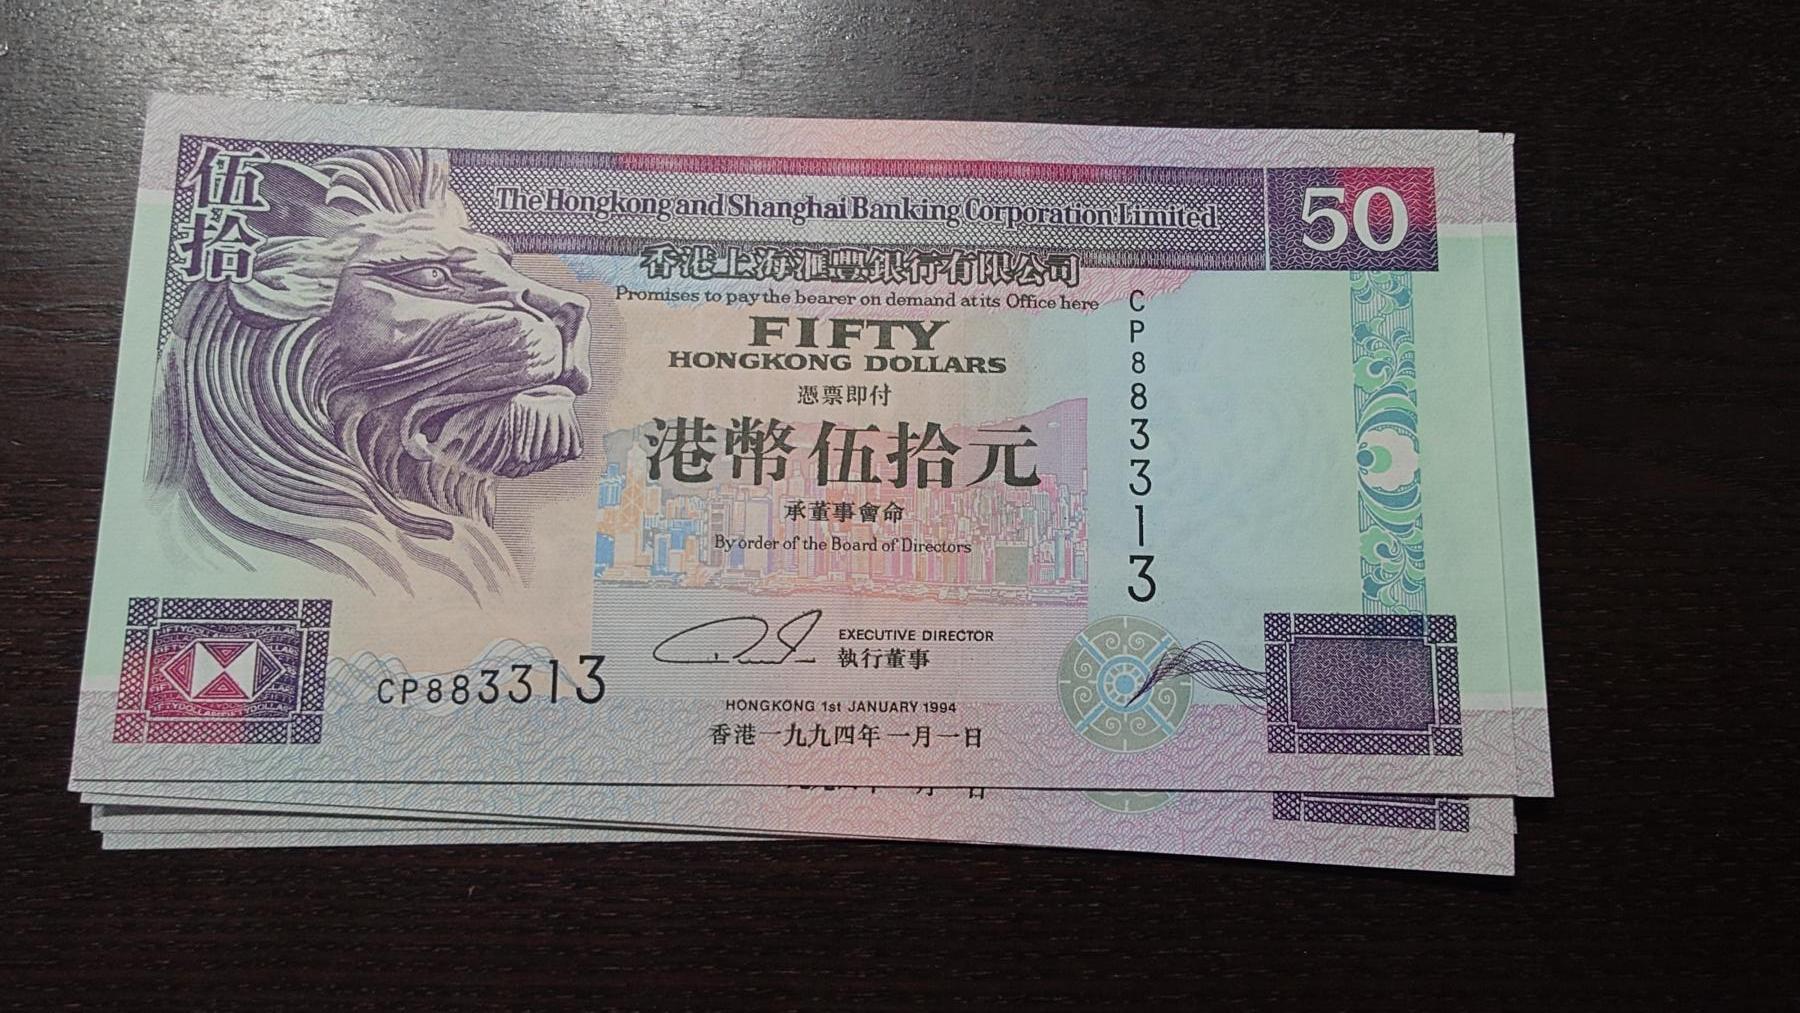 伍拾
The Hongkong and Shanghai Banking Corporation Limited
50
香港上海滙豐銀行有限公司
Promises to pay the bearer on demand at its Office here
FIFTY
HONGKONG DOLLARS
憑票即付
港幣伍拾元
承董事會命
By order of the Board of Directors
CP883313
EXECUTIVE DIRECTOR
執行董事
CP883313
HONGKONG 1st JANUARY 1994
香港一九九四年一月一日